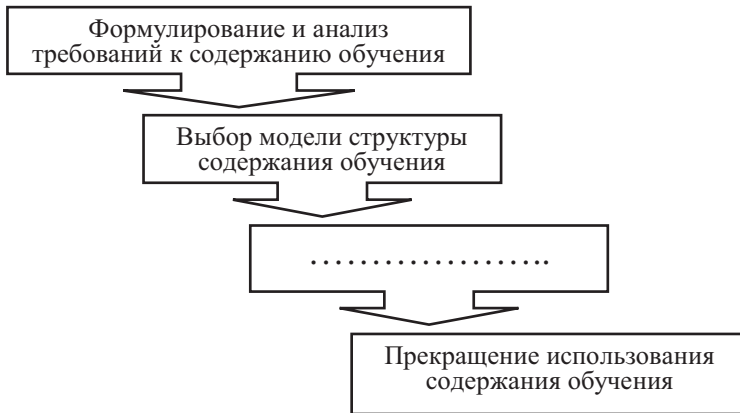 Формулирование и анализ
требований к содержанию обучения
Выбор модели структуры
содержания обучения
.....................
Прекращение использования
содержания обучения